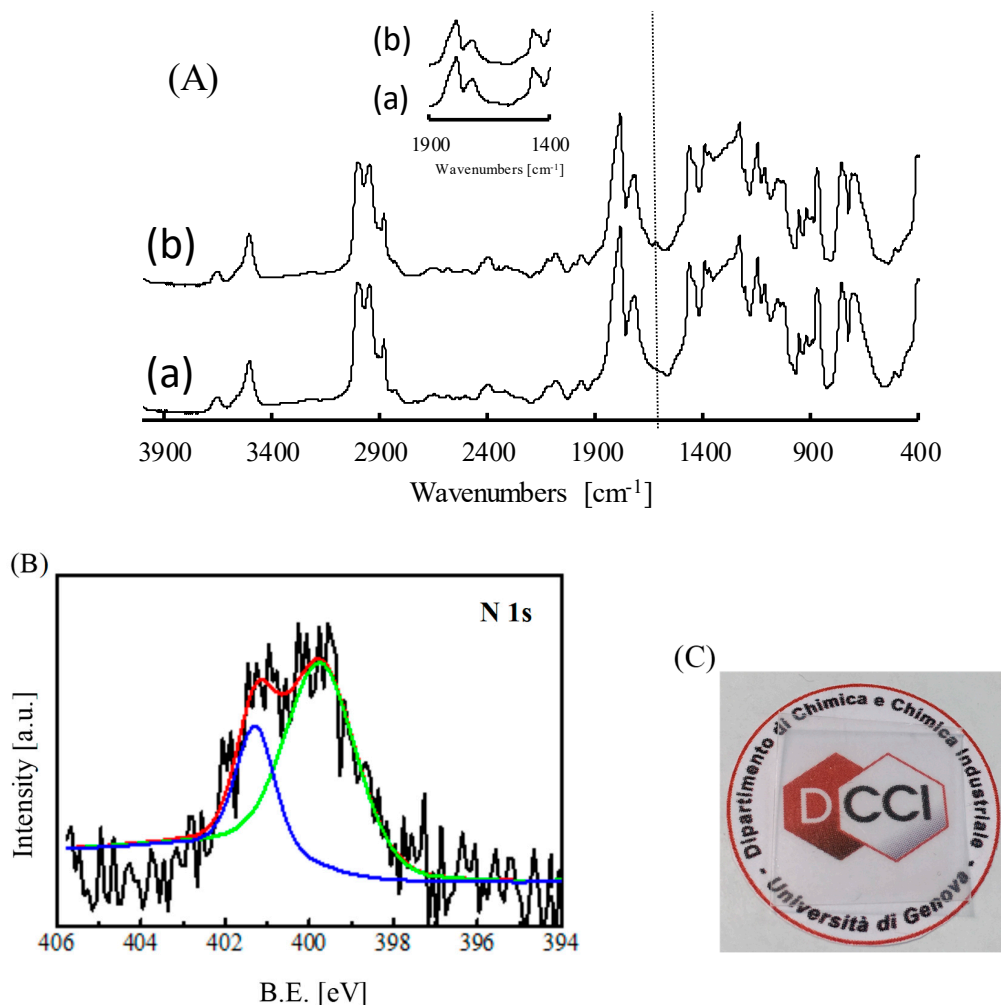 (A)
(b)
(a)
1900 1400
Wavenumbers [cm-1]
(b)
(a)
3900 3400 2900 2400 1900 1400 900 400
Wavenumbers [cm-1]
(B)
N 1s
Intensity [a.u.]
406 404 402 400 398 396 394
B.E. [eV]
(C)
Dipartimento di Chimica e Chimica Industriale
DCCI
- Università di Genova -